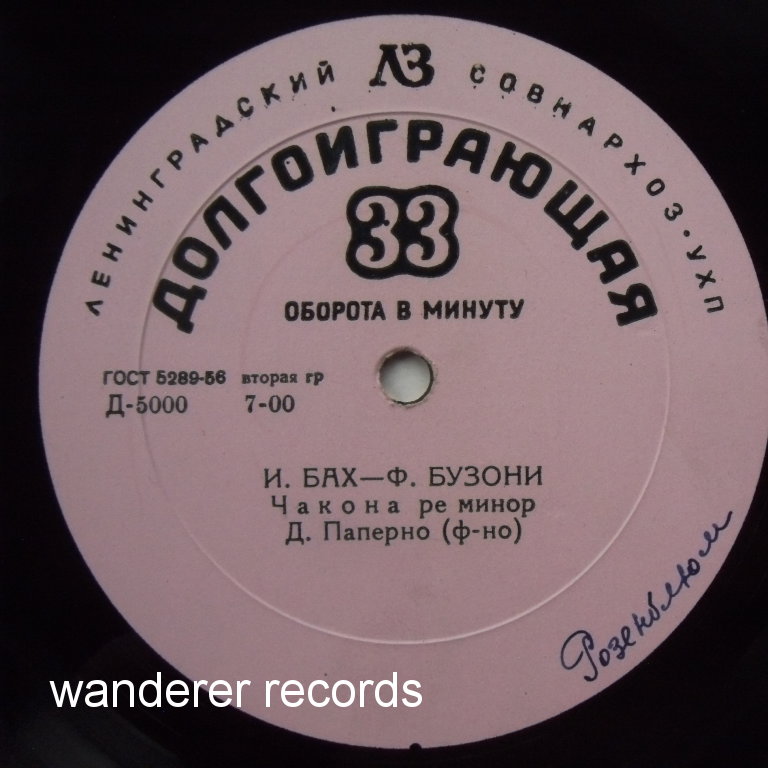 ЛЕНИНГРАДСКИЙ ЛЗ СОВНАРХОЗ·УХП
ДОЛГОИГРАЮЩАЯ
33
ОБОРОТА В МИНУТУ
ГОСТ 5289-56 вторая гр
Д-5000 7-00
И. БАХ—Ф. БУЗОНИ
Чакона ре минор
Д. Паперно (ф-но)
Розенблюм
wanderer records